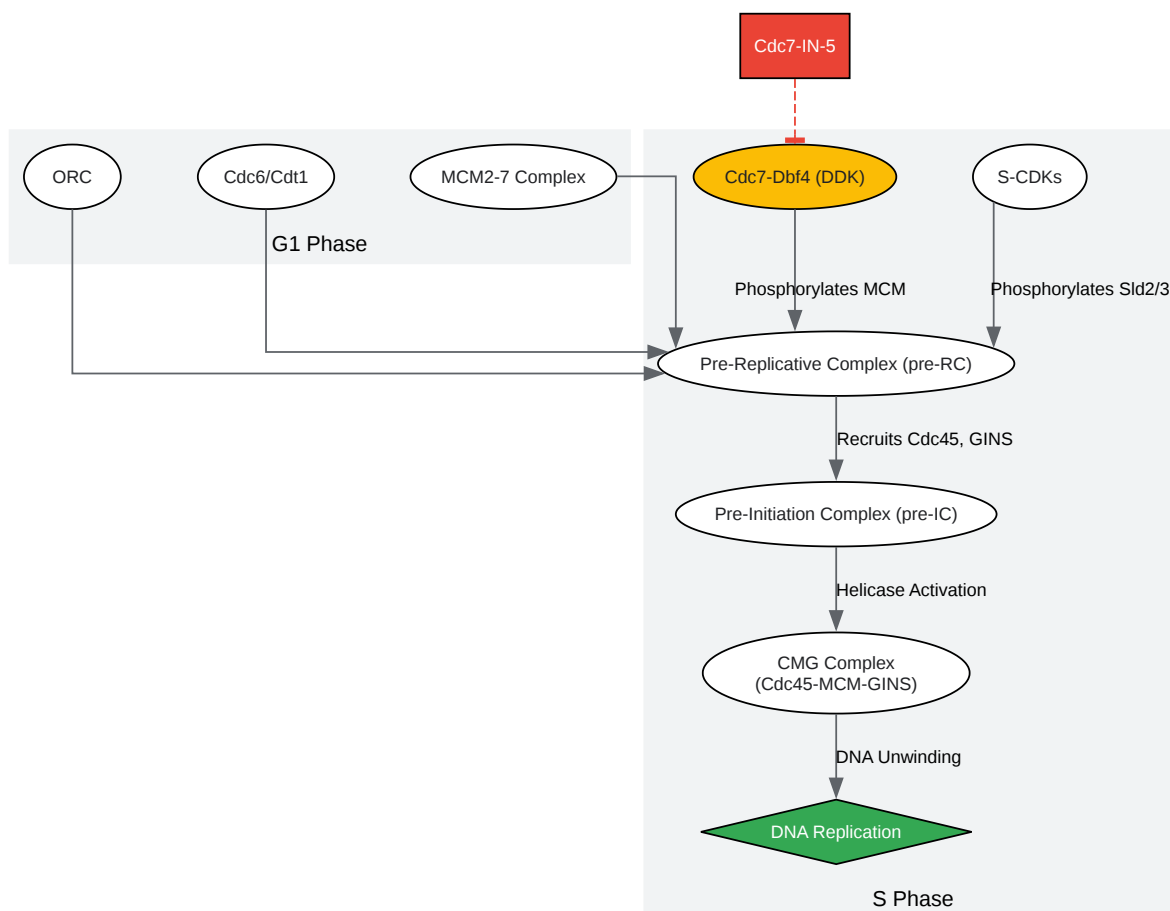 Cdc7-IN-5
ORC
Cdc6/Cdt1
MCM2-7 Complex
Cdc7-Dbf4 (DDK)
S-CDKs
G1 Phase
Phosphorylates MCM
Phosphorylates Sld2/3
Pre-Replicative Complex (pre-RC)
Recruits Cdc45, GINS
Pre-Initiation Complex (pre-IC)
Helicase Activation
CMG Complex
(Cdc45-MCM-GINS)
DNA Unwinding
DNA Replication
S Phase